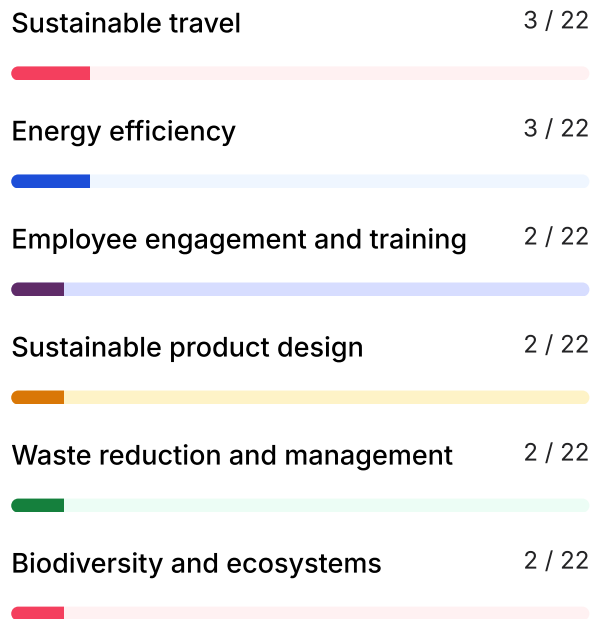 Sustainable travel 3 / 22
Energy efficiency 3 / 22
Employee engagement and training 2 / 22
Sustainable product design 2 / 22
Waste reduction and management 2 / 22
Biodiversity and ecosystems 2 / 22